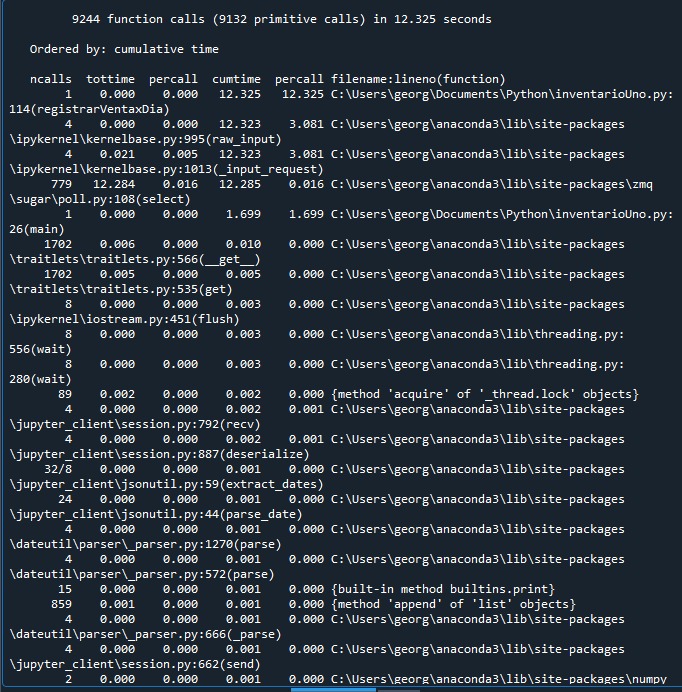 9244 function calls (9132 primitive calls) in 12.325 seconds
Ordered by: cumulative time
ncalls  tottime  percall  cumtime  percall filename:lineno(function)
1    0.000    0.000   12.325   12.325 C:\Users\georg\Documents\Python\inventarioUno.py:
114(registrarVentaxDia)
4    0.000    0.000   12.323    3.081 C:\Users\georg\anaconda3\lib\site-packages
\ipykernel\kernelbase.py:995(raw_input)
4    0.021    0.005   12.323    3.081 C:\Users\georg\anaconda3\lib\site-packages
\ipykernel\kernelbase.py:1013(_input_request)
779   12.284    0.016   12.285    0.016 C:\Users\georg\anaconda3\lib\site-packages\zmq
\sugar\poll.py:108(select)
1    0.000    0.000    1.699    1.699 C:\Users\georg\Documents\Python\inventarioUno.py:
26(main)
1702    0.006    0.000    0.010    0.000 C:\Users\georg\anaconda3\lib\site-packages
\traitlets\traitlets.py:566(__get__)
1702    0.005    0.000    0.005    0.000 C:\Users\georg\anaconda3\lib\site-packages
\traitlets\traitlets.py:535(get)
8    0.000    0.000    0.003    0.000 C:\Users\georg\anaconda3\lib\site-packages
\ipykernel\iostream.py:451(flush)
8    0.000    0.000    0.003    0.000 C:\Users\georg\anaconda3\lib\threading.py:
556(wait)
8    0.000    0.000    0.003    0.000 C:\Users\georg\anaconda3\lib\threading.py:
280(wait)
89    0.002    0.000    0.002    0.000 {method 'acquire' of '_thread.lock' objects}
4    0.000    0.000    0.002    0.001 C:\Users\georg\anaconda3\lib\site-packages
\jupyter_client\session.py:792(recv)
4    0.000    0.000    0.002    0.001 C:\Users\georg\anaconda3\lib\site-packages
\jupyter_client\session.py:887(deserialize)
32/8    0.000    0.000    0.001    0.000 C:\Users\georg\anaconda3\lib\site-packages
\jupyter_client\jsonutil.py:59(extract_dates)
24    0.000    0.000    0.001    0.000 C:\Users\georg\anaconda3\lib\site-packages
\jupyter_client\jsonutil.py:44(parse_date)
4    0.000    0.000    0.001    0.000 C:\Users\georg\anaconda3\lib\site-packages
\dateutil\parser\_parser.py:1270(parse)
4    0.000    0.000    0.001    0.000 C:\Users\georg\anaconda3\lib\site-packages
\dateutil\parser\_parser.py:572(parse)
15    0.000    0.000    0.001    0.000 {built-in method builtins.print}
859    0.001    0.000    0.001    0.000 {method 'append' of 'list' objects}
4    0.000    0.000    0.001    0.000 C:\Users\georg\anaconda3\lib\site-packages
\dateutil\parser\_parser.py:666(_parse)
4    0.000    0.000    0.001    0.000 C:\Users\georg\anaconda3\lib\site-packages
\jupyter_client\session.py:662(send)
2    0.000    0.000    0.001    0.000 C:\Users\georg\anaconda3\lib\site-packages\numpy